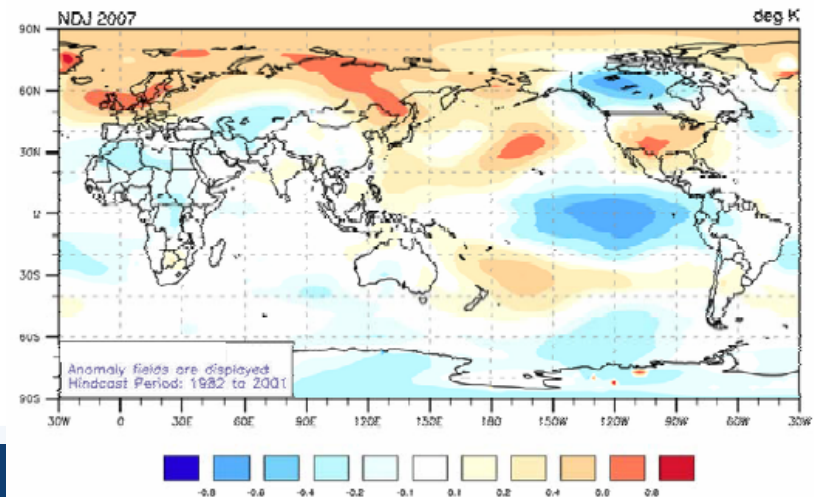 NDJ 2007 deg K
90N
60N
30N
30S
60S
90S
Anomaly fields are displayed
Hindcast Period: 1982 to 2001
30W 0 30E 60E 90E 120E 150E 180 150W 120W 90W 60W 30W
-0.8 -0.6 -0.4 -0.2 -0.1 0.1 0.2 0.4 0.6 0.8